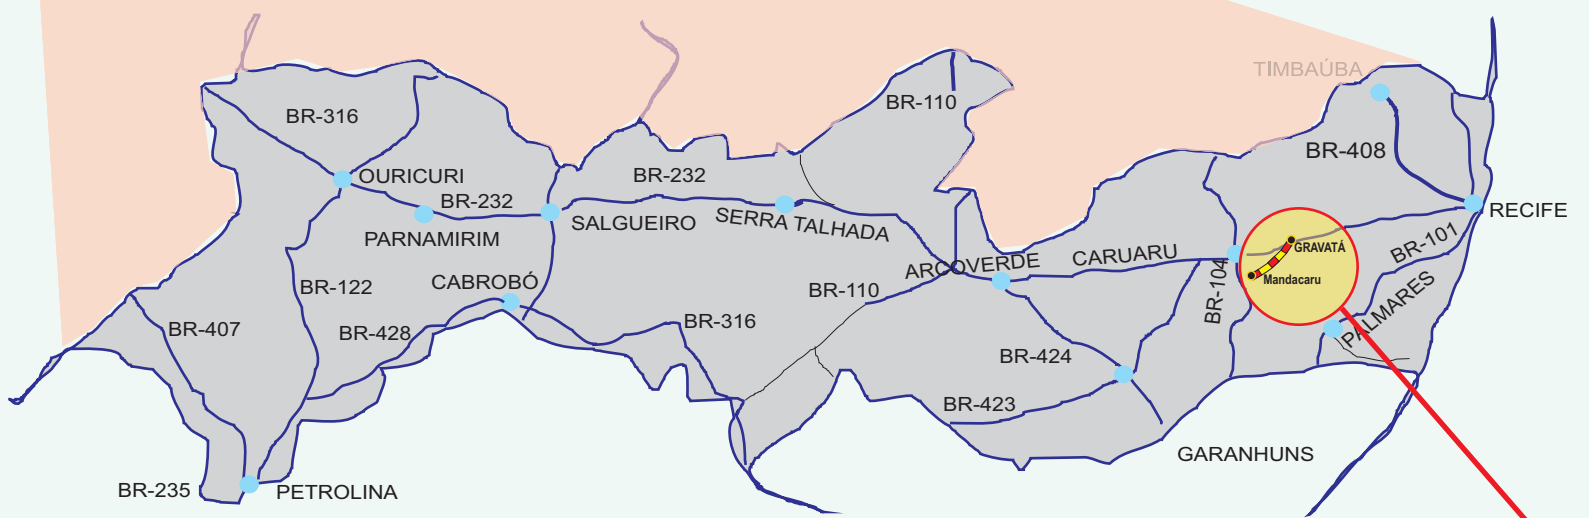 TIMBAÚBA
BR-110
BR-316
BR-408
OURICURI
BR-232
BR-232
RECIFE
SALGUEIRO
SERRA TALHADA
PARNAMIRIM
BR-101
GRAVATÁ
CARUARU
ARCOVERDE
Mandacaru
BR-104
CABROBÓ
BR-122
BR-110
PALMARES
BR-407
BR-428
BR-316
BR-424
BR-423
GARANHUNS
BR-235
PETROLINA